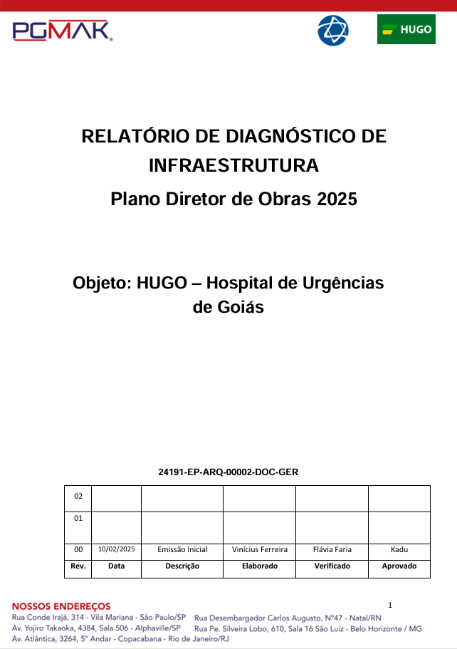 PGMAK
HUGO
RELATÓRIO DE DIAGNÓSTICO DE
INFRAESTRUTURA
Plano Diretor de Obras 2025
Objeto: HUGO – Hospital de Urgências
de Goiás
24191-EP-ARQ-00002-DOC-GER
02
01
00 10/02/2025 Emissão Inicial Vinícius Ferreira Flávia Faria Kadu
Rev. Data Descrição Elaborado Verificado Aprovado
NOSSOS ENDEREÇOS
1
Rua Conde Irajá, 314 - Vila Mariana - São Paulo/SP Rua Desembargador Carlos Augusto, Nº47 - Natal/RN
Av. Yojiro Takaoka, 4384, Sala 506 - Alphaville/SP Rua Pe. Silveira Lobo, 610, Sala 16 São Luiz - Belo Horizonte / MG
Av. Atlântica, 3264, 5º Andar - Copacabana - Rio de Janeiro/RJ